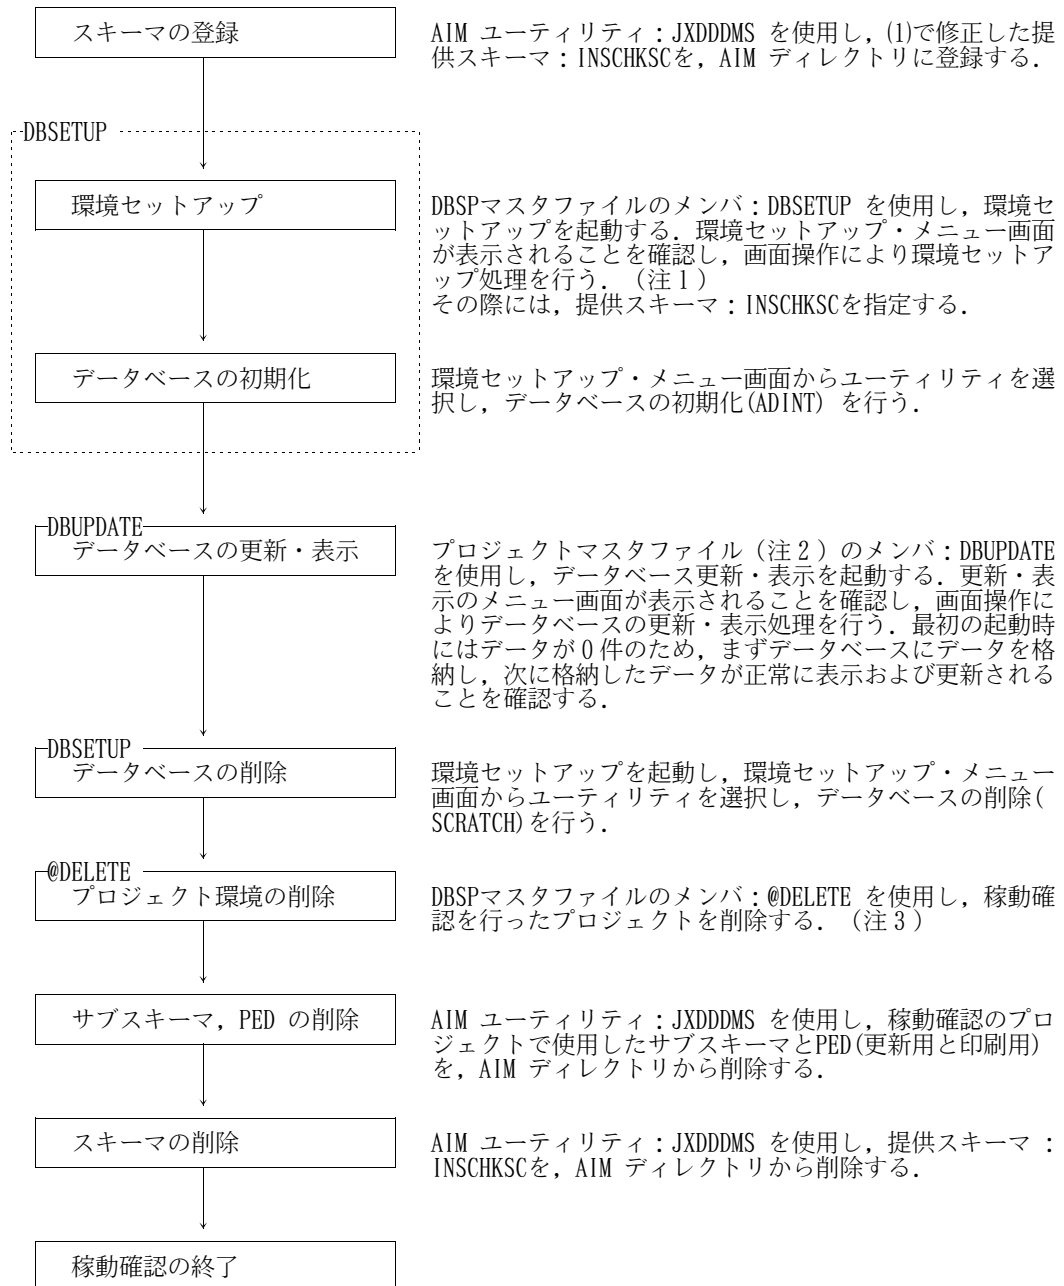 スキーマの登録
AIM ユーティリティ：JXDDDMS を使用し，(1)で修正した提
供スキーマ：INSCHKSCを，AIM ディレクトリに登録する．
DBSETUP
環境セットアップ
DBSPマスタファイルのメンバ：DBSETUP を使用し，環境セ
ットアップを起動する．環境セットアップ・メニュー画面
が表示されることを確認し，画面操作により環境セットア
ップ処理を行う．（注１）
その際には，提供スキーマ：INSCHKSCを指定する．
データベースの初期化
環境セットアップ・メニュー画面からユーティリティを選
択し，データベースの初期化(ADINT) を行う．
DBUPDATE
データベースの更新・表示
プロジェクトマスタファイル（注２）のメンバ：DBUPDATE
を使用し，データベース更新・表示を起動する．更新・表
示のメニュー画面が表示されることを確認し，画面操作に
よりデータベースの更新・表示処理を行う．最初の起動時
にはデータが０件のため，まずデータベースにデータを格
納し，次に格納したデータが正常に表示および更新される
ことを確認する．
DBSETUP
データベースの削除
環境セットアップを起動し，環境セットアップ・メニュー
画面からユーティリティを選択し，データベースの削除(
SCRATCH)を行う．
@DELETE
プロジェクト環境の削除
DBSPマスタファイルのメンバ：@DELETE を使用し，稼動確
認を行ったプロジェクトを削除する．（注３）
サブスキーマ，PED の削除
AIM ユーティリティ：JXDDDMS を使用し，稼動確認のプロ
ジェクトで使用したサブスキーマとPED(更新用と印刷用)
を，AIM ディレクトリから削除する．
スキーマの削除
AIM ユーティリティ：JXDDDMS を使用し，提供スキーマ ：
INSCHKSCを，AIM ディレクトリから削除する．
稼動確認の終了